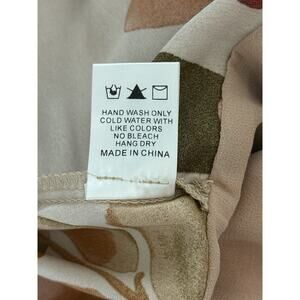 HAND WASH ONLY
COLD WATER WITH
LIKE COLORS
NO BLEACH
HANG DRY
MADE IN CHINA